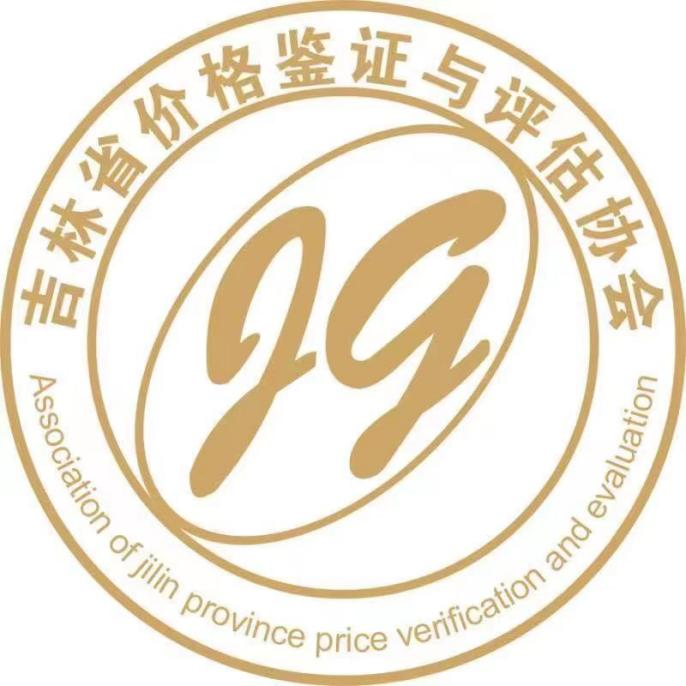 吉林省价格鉴证与评估协会
JG
Association of jilin province price verification and evaluation